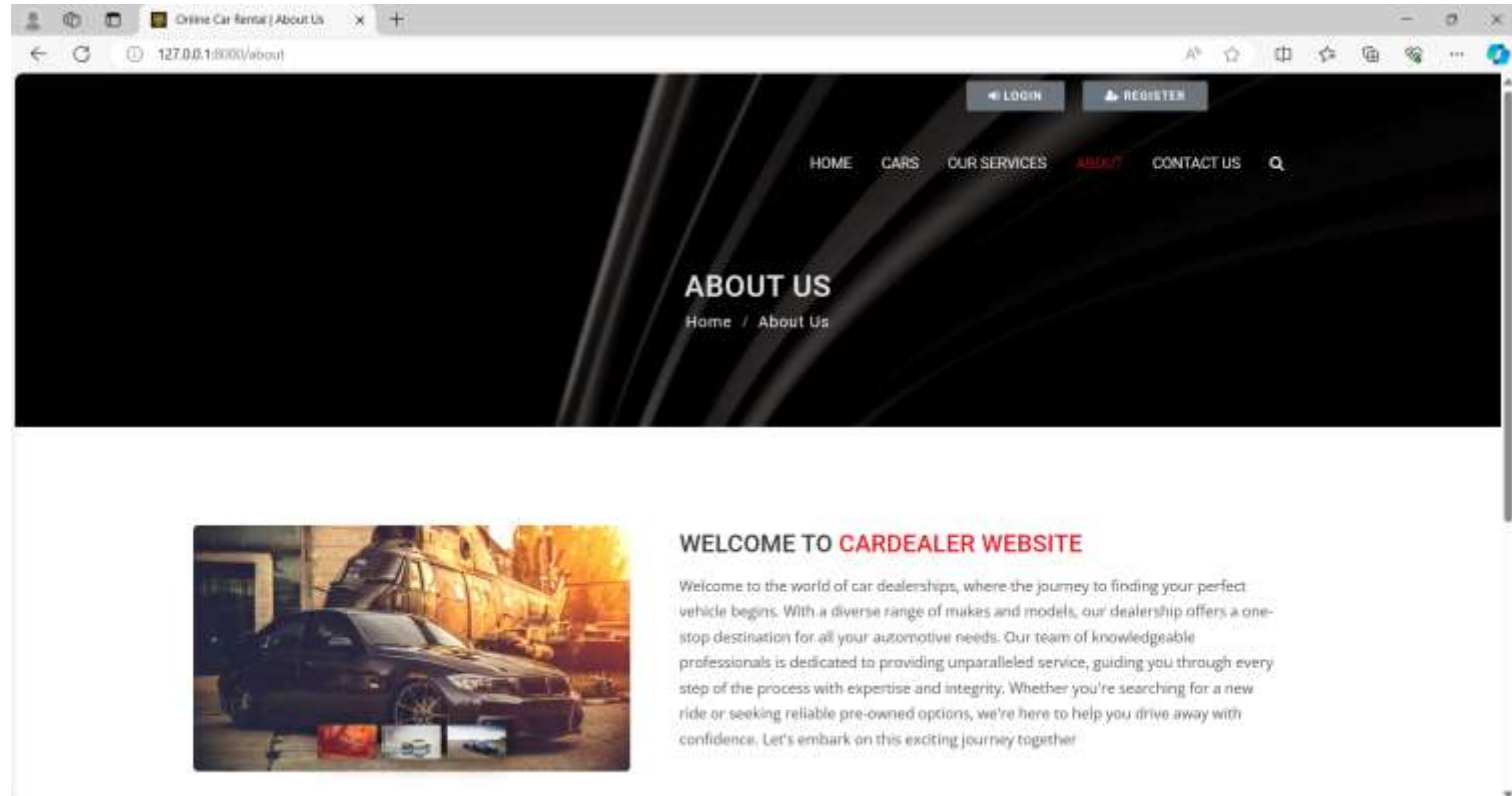 Online Car Rental | About Us
127.0.0.1:8000/about
LOGIN
REGISTER
HOME CARS OUR SERVICES ABOUT CONTACT US
ABOUT US
Home / About Us
WELCOME TO CARDEALER WEBSITE
Welcome to the world of car dealerships, where the journey to finding your perfect
vehicle begins. With a diverse range of makes and models, our dealership offers a one-
stop destination for all your automotive needs. Our team of knowledgeable
professionals is dedicated to providing unparalleled service, guiding you through every
step of the process with expertise and integrity. Whether you're searching for a new
ride or seeking reliable pre-owned options, we're here to help you drive away with
confidence. Let's embark on this exciting journey together